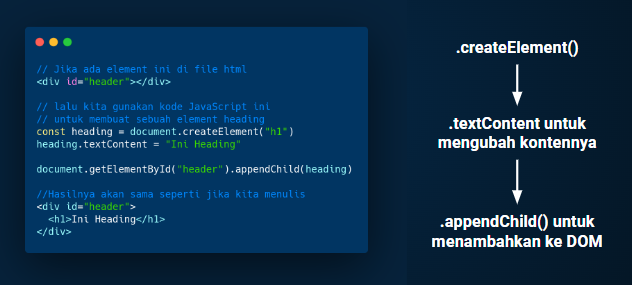 // Jika ada element ini di file html
<div id="header"></div>
// lalu kita gunakan kode JavaScript ini
// untuk membuat sebuah element heading
const heading = document.createElement("h1")
heading.textContent = "Ini Heading"
document.getElementById("header").appendChild(heading)
//Hasilnya akan sama seperti jika kita menulis
<div id="header">
  <h1>Ini Heading</h1>
</div>
.createElement()
.textContent untuk
mengubah kontennya
.appendChild() untuk
menambahkan ke DOM